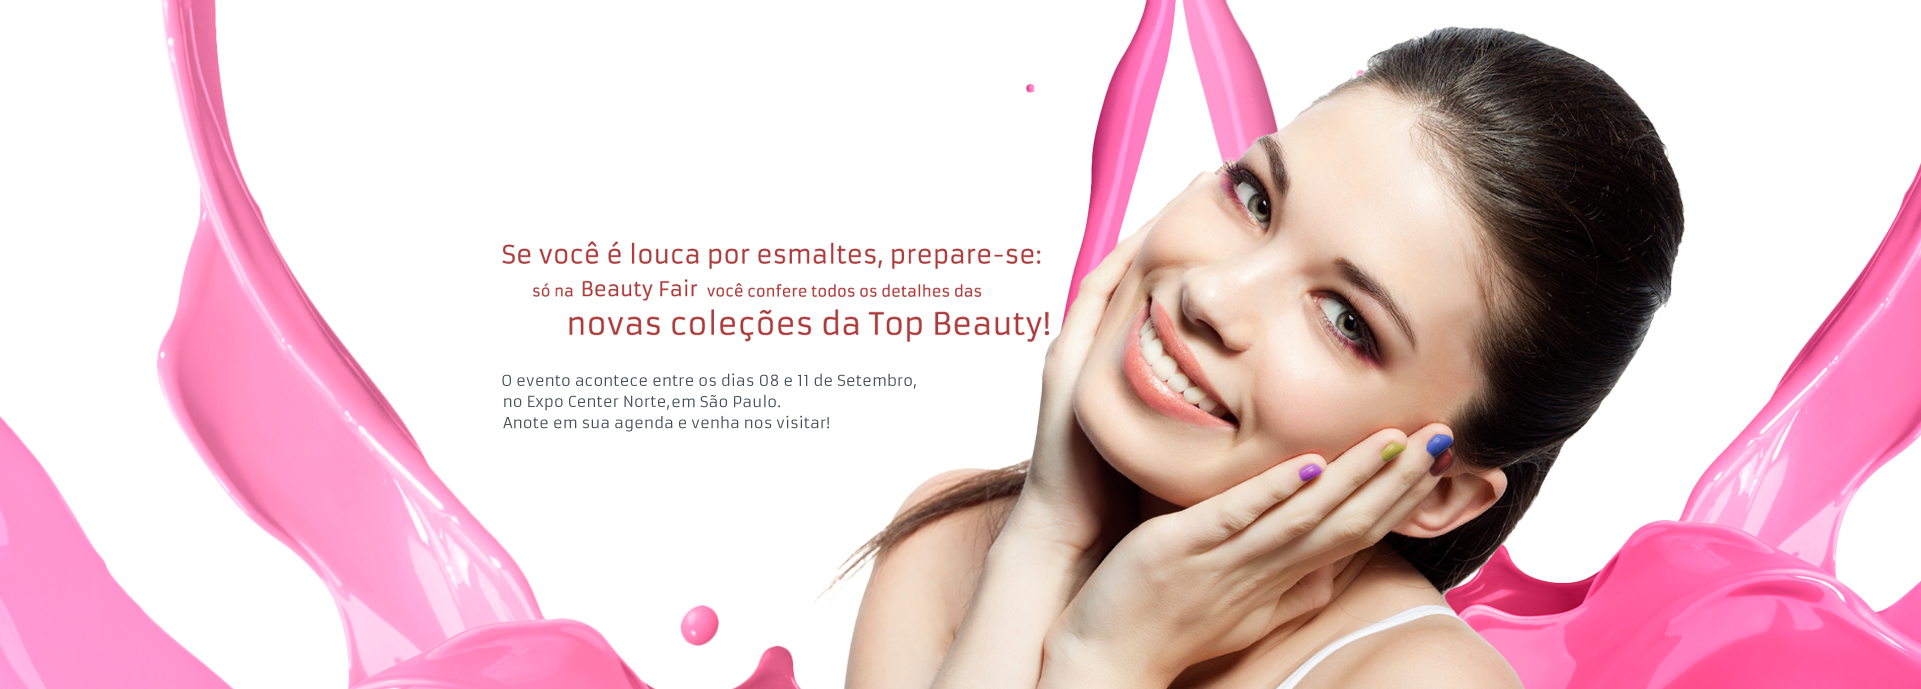 Se você é louca por esmaltes, prepare-se:
só na Beauty Fair você confere todos os detalhes das
novas coleções da Top Beauty!
O evento acontece entre os dias 08 e 11 de Setembro,
no Expo Center Norte,em São Paulo.
Anote em sua agenda e venha nos visitar!